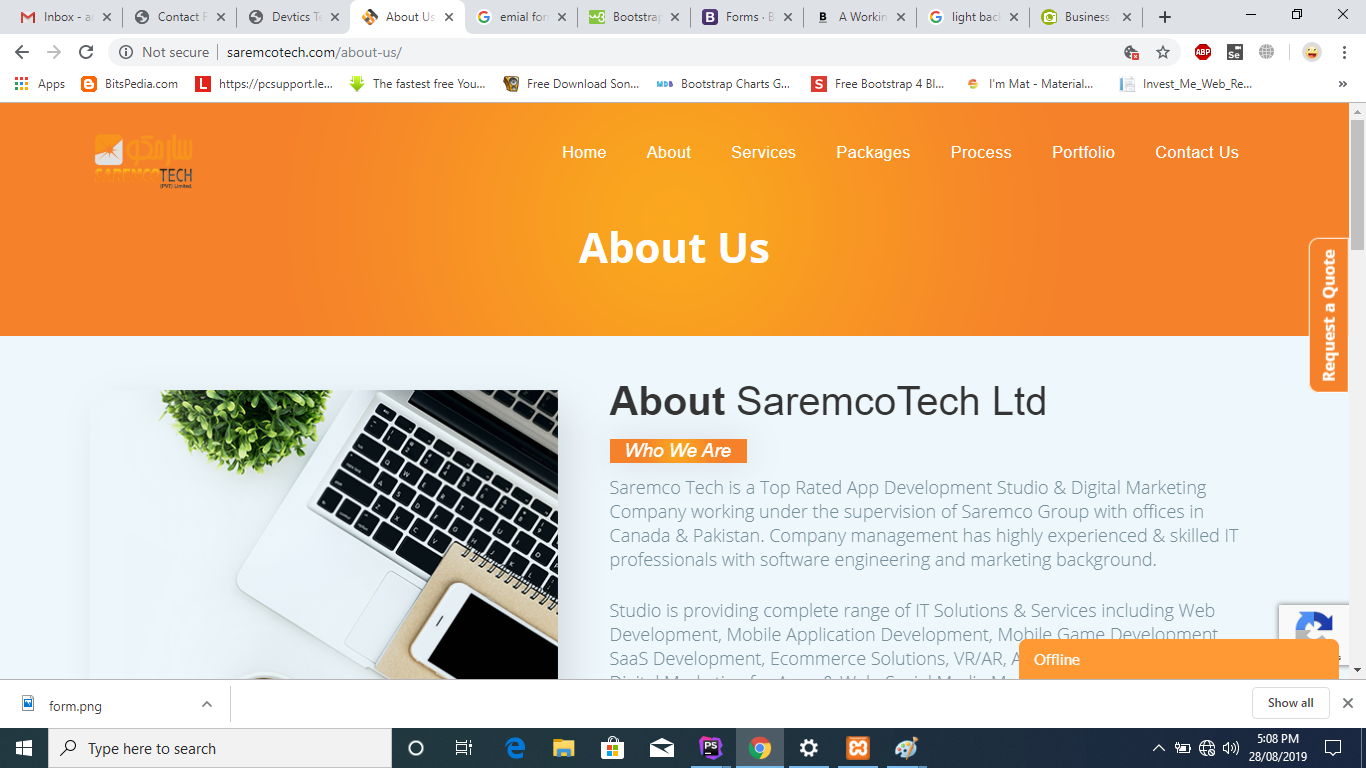 Inbox - ar
Contact F
Devtics Te
About Us
emial for
Bootstrap
Forms · B
A Workin
light back
Business
Not secure
saremcotech.com/about-us/
ABP
Se
Apps
BitsPedia.com
https://pcsupport.le...
The fastest free You...
Free Download Son...
MDB Bootstrap Charts G...
Free Bootstrap 4 Bl...
I'm Mat - Material...
Invest_Me_Web_Re...
»
سارمکو
SAREMCOTECH
(PVT) Limited.
Home
About
Services
Packages
Process
Portfolio
Contact Us
About Us
Request a Quote
About SaremcoTech Ltd
Who We Are
Saremco Tech is a Top Rated App Development Studio & Digital Marketing
Company working under the supervision of Saremco Group with offices in
Canada & Pakistan. Company management has highly experienced & skilled IT
professionals with software engineering and marketing background.
Studio is providing complete range of IT Solutions & Services including Web
Development, Mobile Application Development, Mobile Game Development
SaaS Development, Ecommerce Solutions, VR/AR, A
Offline
form.png
Show all
Type here to search
PS
5:08 PM
28/08/2019